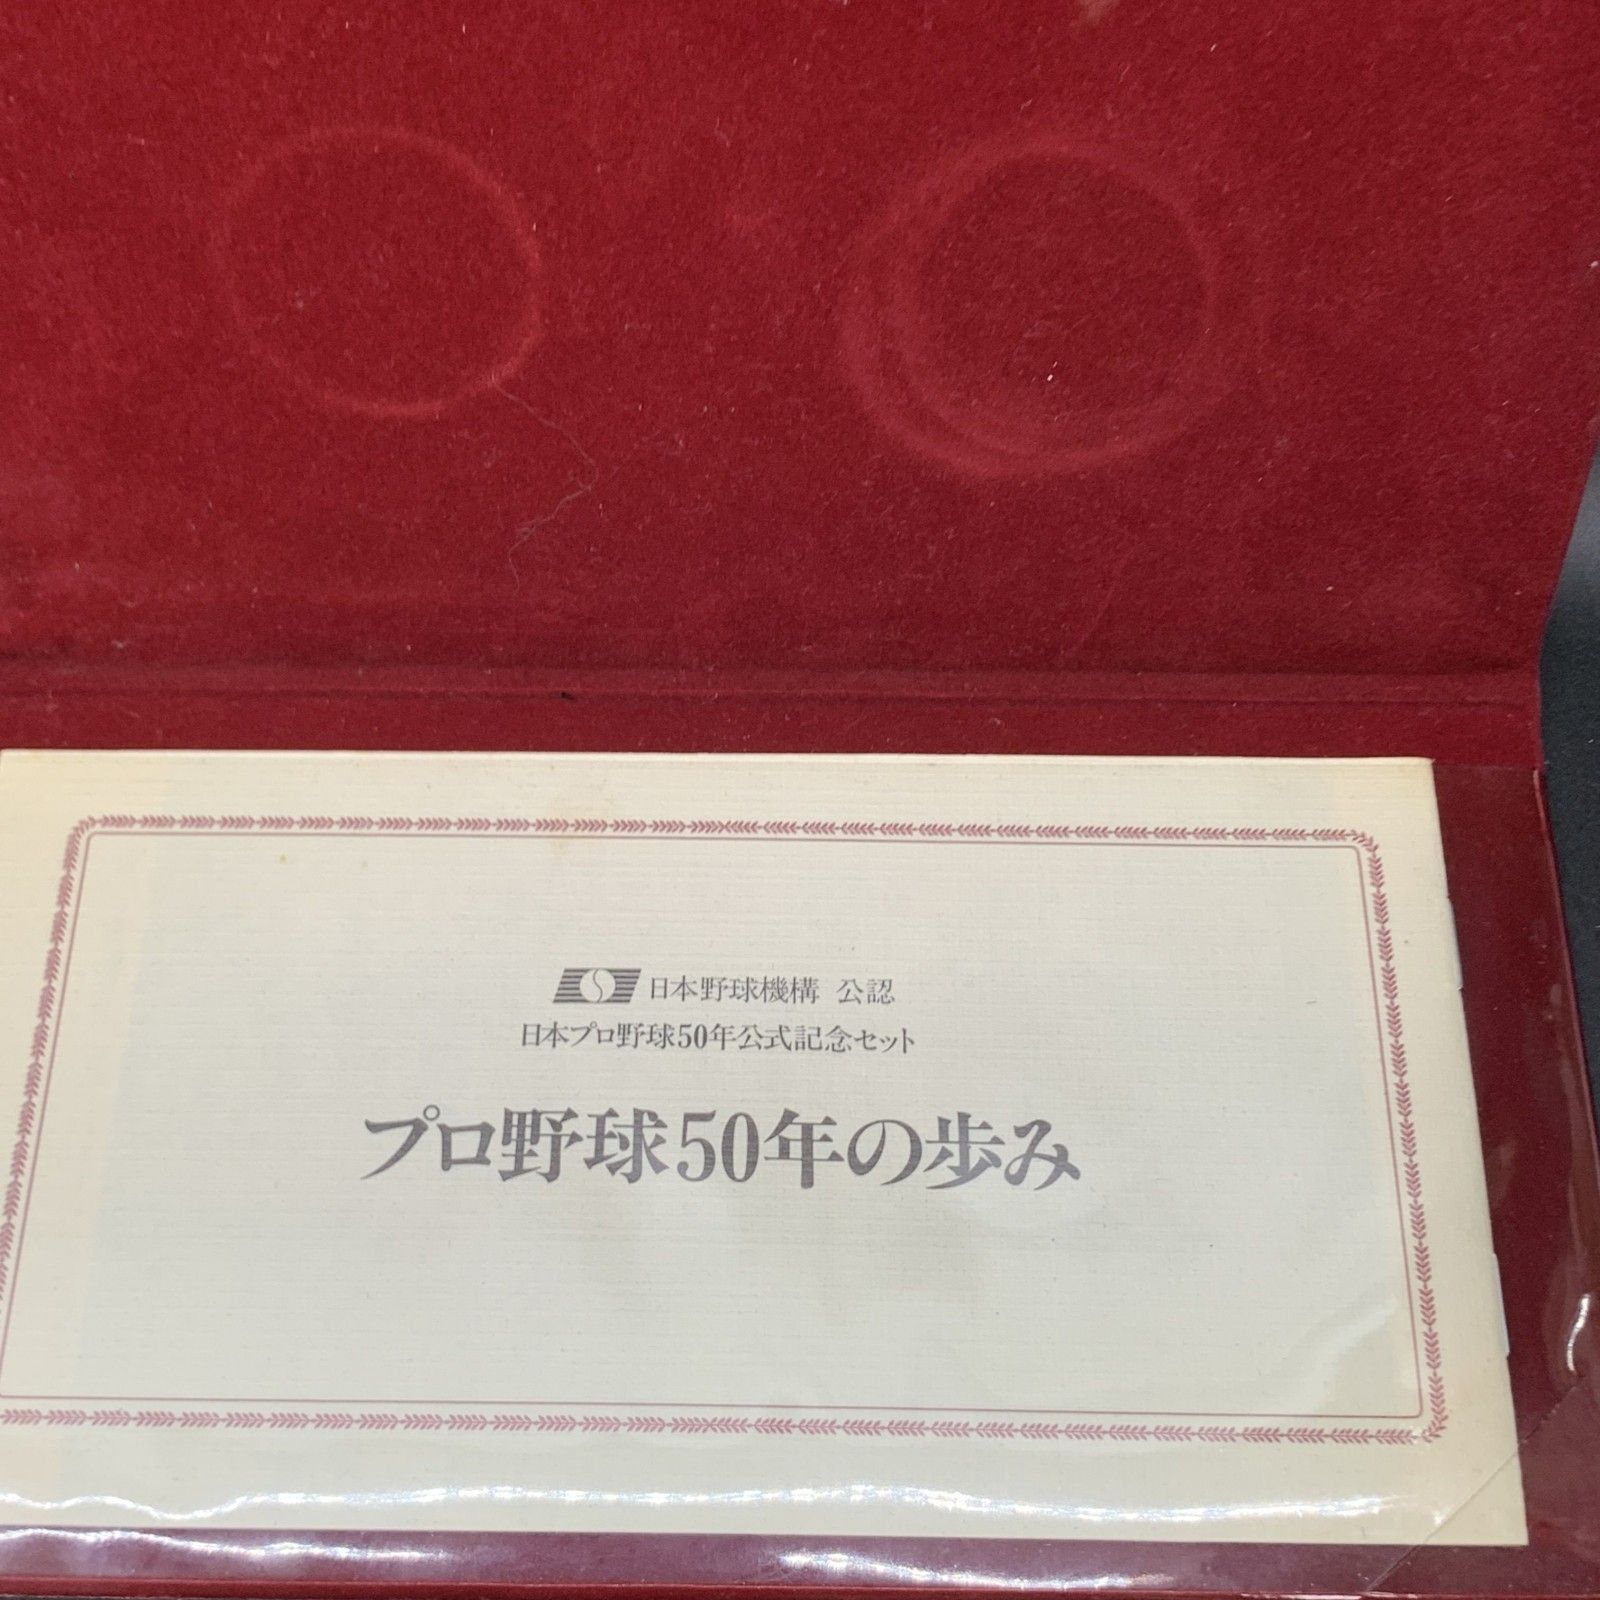 日本野球機構 公認
日本プロ野球50年公式記念セット
プロ野球50年の歩み